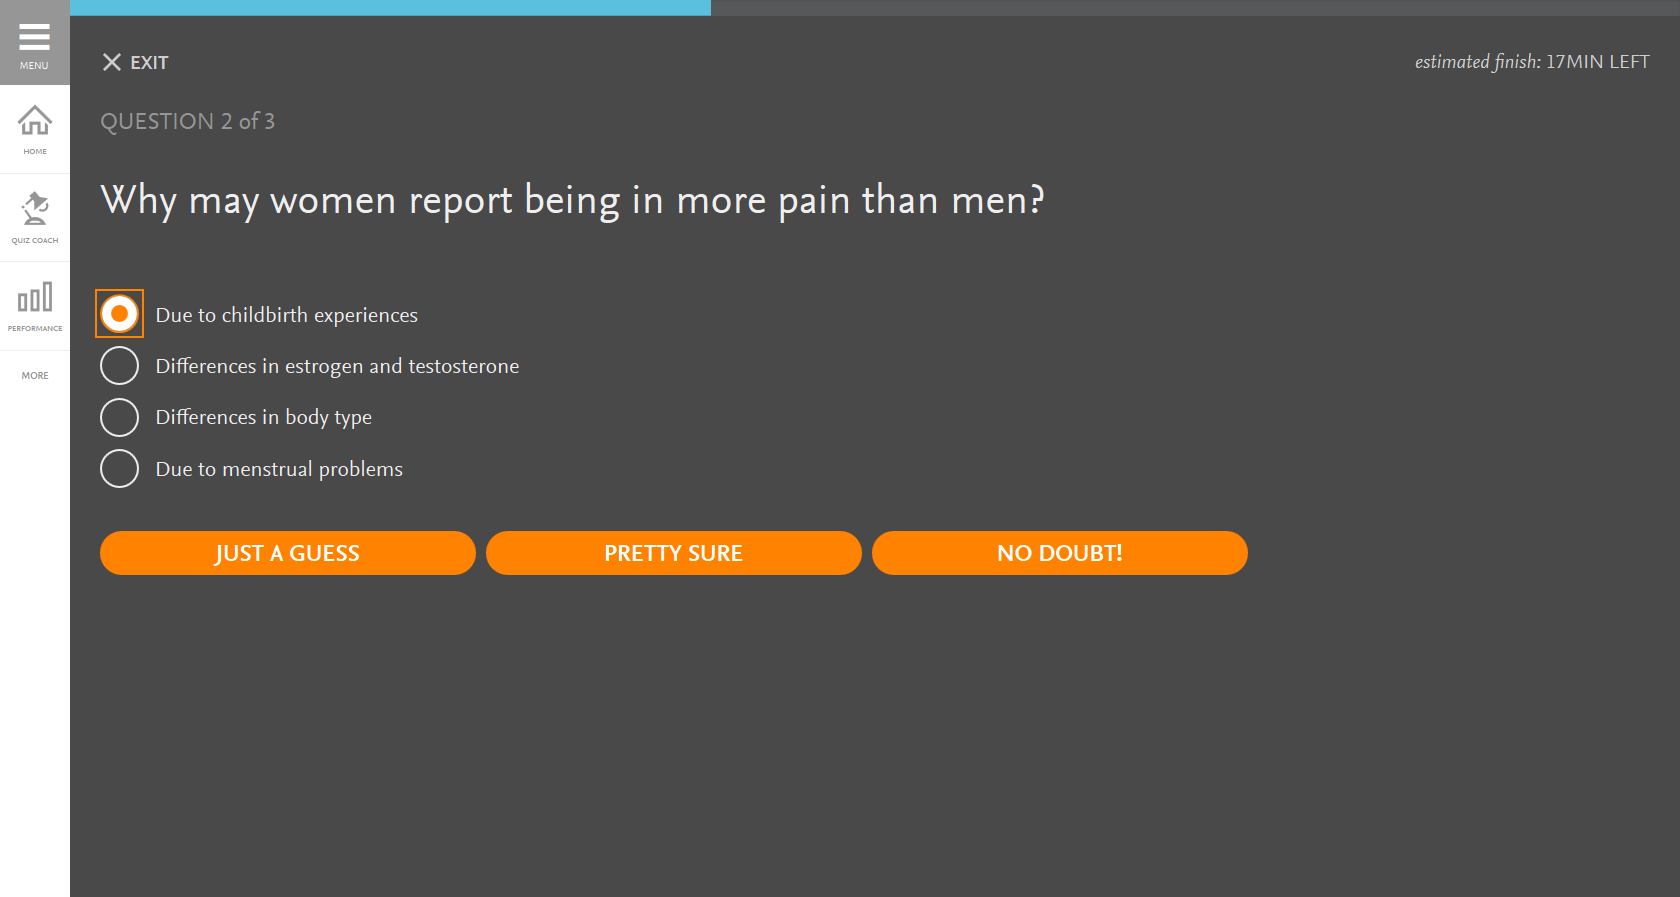 MENU
HOME
QUIZ COACH
PERFORMANCE
MORE
EXIT
estimated finish: 17MIN LEFT
QUESTION 2 of 3
Why may women report being in more pain than men?
Due to childbirth experiences
Differences in estrogen and testosterone
Differences in body type
Due to menstrual problems
JUST A GUESS
PRETTY SURE
NO DOUBT!